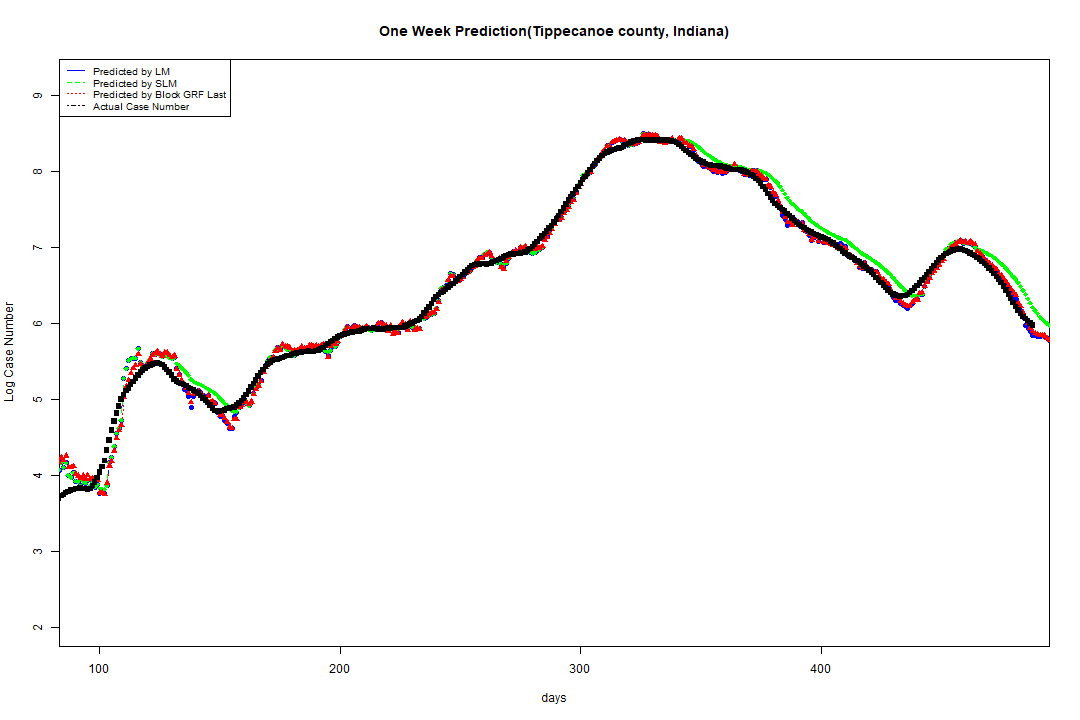 One Week Prediction(Tippecanoe county, Indiana)
Predicted by LM
Predicted by SLM
Predicted by Block GRF Last
Actual Case Number
9
8
7
6
5
4
3
2
Log Case Number
100 200 300 400
days